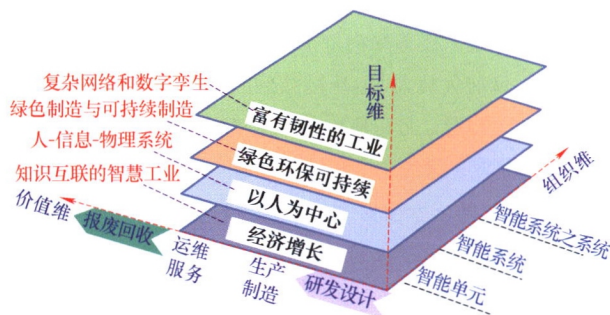 复杂网络和数字孪生
绿色制造与可持续制造
人-信息-物理系统
知识互联的智慧工业
目标维
富有韧性的工业
绿色环保可持续
以人为中心
经济增长
组织维
智能系统之系统
智能系统
智能单元
价值维
报废回收
运维
服务
生产
制造
研发设计